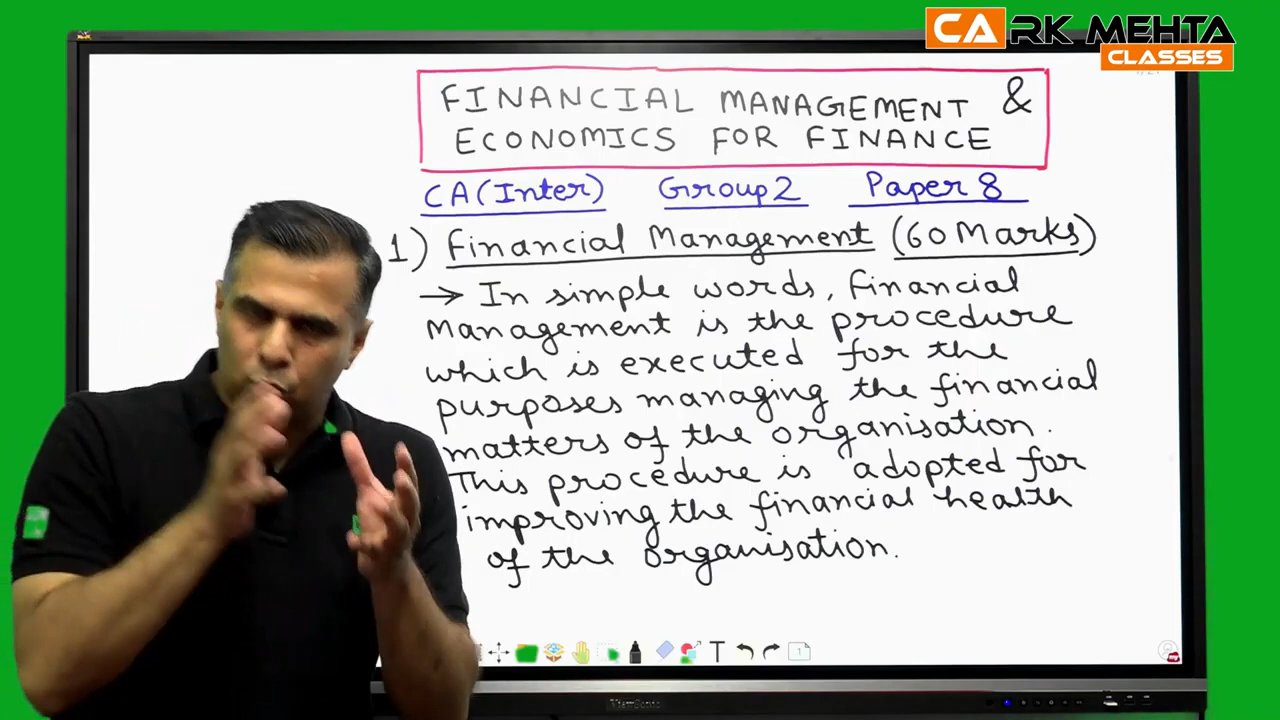 CA RK MEHTA
CLASSES
FINANCIAL MANAGEMENT &
ECONOMICS FOR FINANCE
CA (Inter) Group 2 Paper 8
1) Financial Management (60 Marks)
→ In simple words, financial
management is the procedure
which is executed for the
purposes managing the financial
matters of the organisation.
This procedure is adopted for
improving the financial health
of the organisation.
T
1
ViewSonic